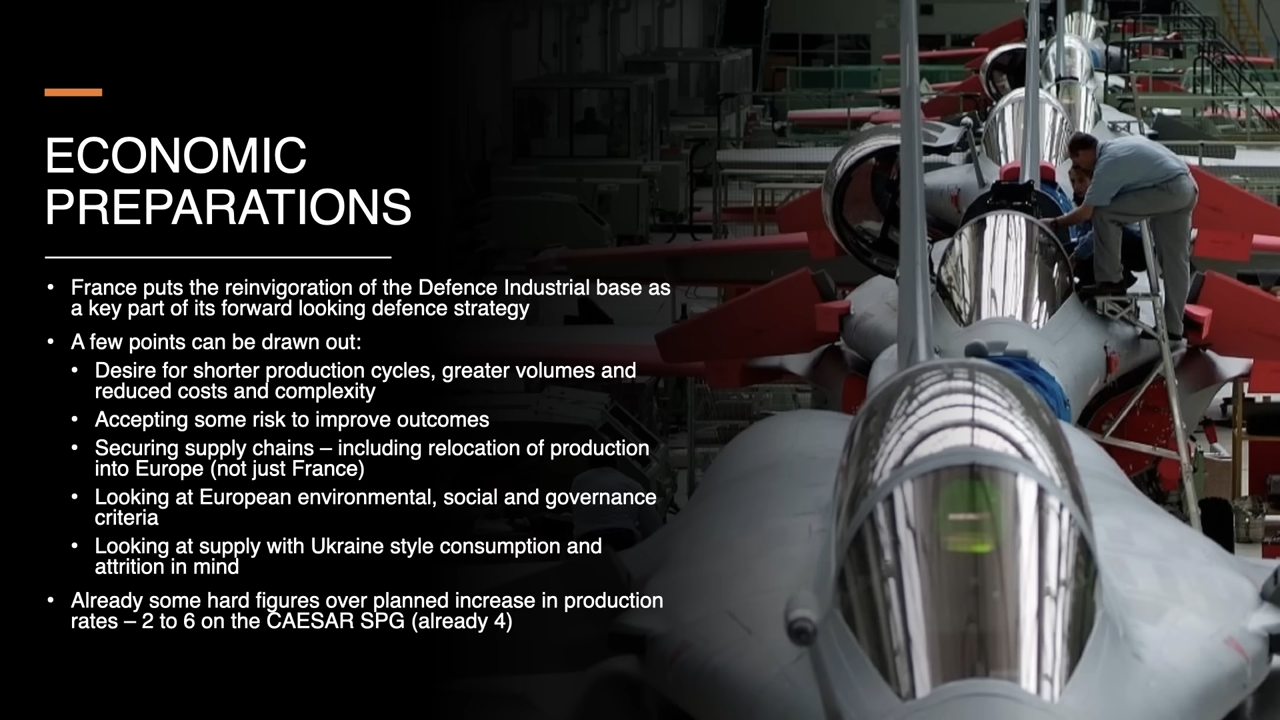 ECONOMIC
PREPARATIONS
• France puts the reinvigoration of the Defence Industrial base as
a key part of its forward looking defence strategy
• A few points can be drawn out:
• Desire for shorter production cycles, greater volumes and
reduced costs and complexity
• Accepting some risk to improve outcomes
• Securing supply chains – including relocation of production
into Europe (not just France)
• Looking at European environmental, social and governance
criteria
• Looking at supply with Ukraine style consumption and
attrition in mind
• Already some hard figures over planned increase in production
rates – 2 to 6 on the CAESAR SPG (already 4)